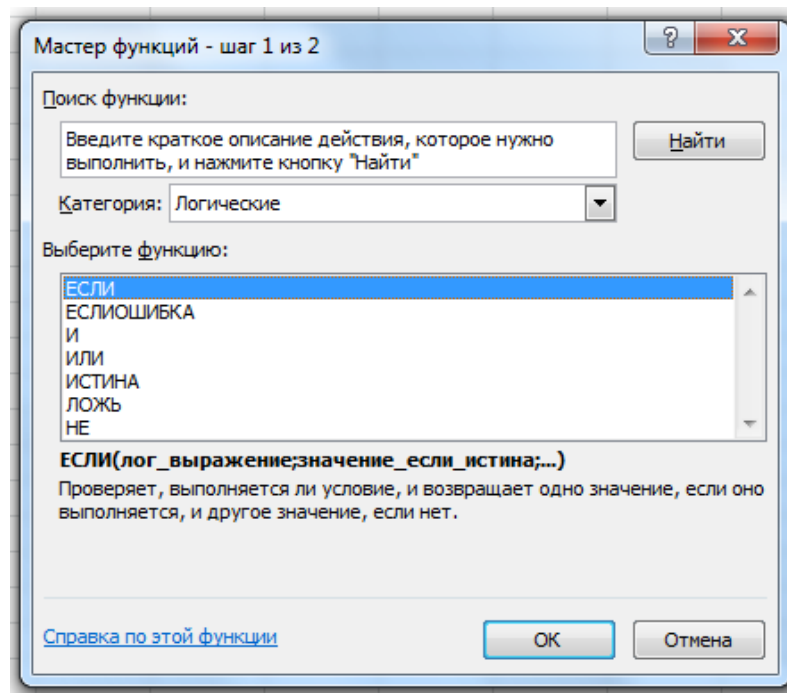 Мастер функций - шаг 1 из 2
Поиск функции:
Введите краткое описание действия, которое нужно
выполнить, и нажмите кнопку "Найти"
Найти
Категория: Логические
Выберите функцию:
ЕСЛИ
ЕСЛИОШИБКА
И
ИЛИ
ИСТИНА
ЛОЖЬ
НЕ
ЕСЛИ(лог_выражение;значение_если_истина;...)
Проверяет, выполняется ли условие, и возвращает одно значение, если оно
выполняется, и другое значение, если нет.
Справка по этой функции
ОК
Отмена